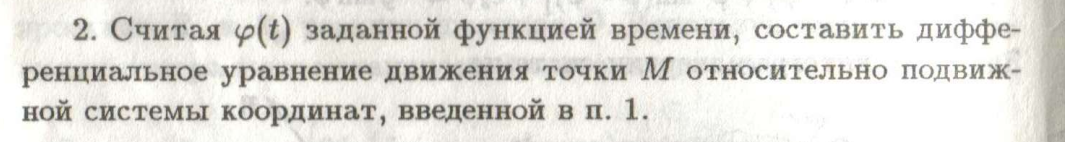 2. Считая φ(t) заданной функцией времени, составить диффе-
ренциальное уравнение движения точки M относительно подвиж-
ной системы координат, введенной в п. 1.